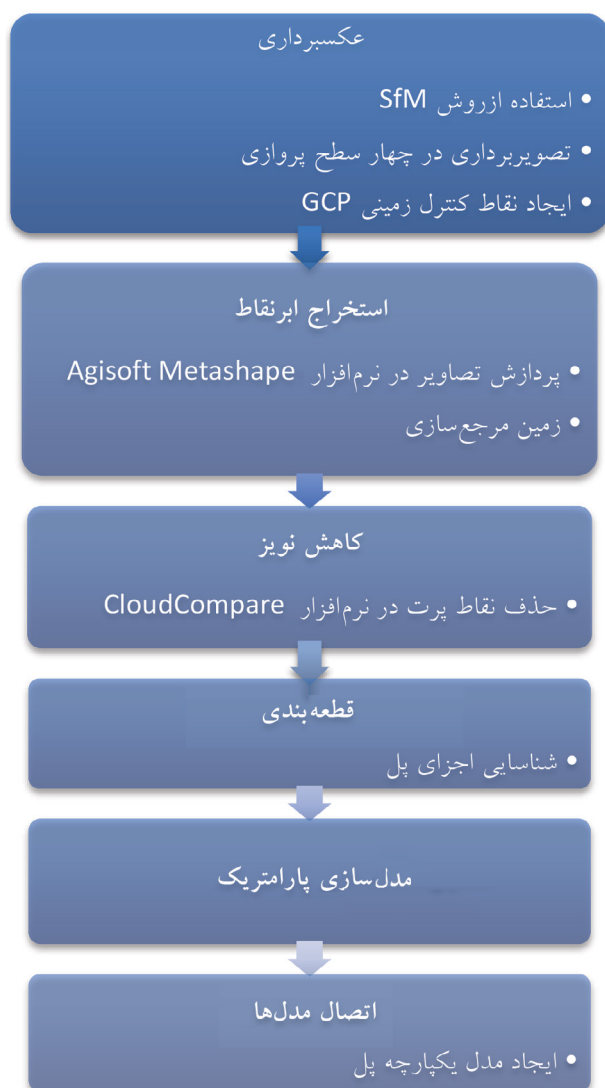 عکسبرداری
• استفاده ازروش SfM
• تصویربرداری در چهار سطح پروازی
• ایجاد نقاط کنترل زمینی GCP
استخراج ابرنقاط
• پردازش تصاویر در نرم‌افزار Agisoft Metashape
• زمین مرجع‌سازی
کاهش نویز
• حذف نقاط پرت در نرم‌افزار CloudCompare
قطعه‌بندی
• شناسایی اجزای پل
مدل‌سازی پارامتریک
اتصال مدل‌ها
• ایجاد مدل یکپارچه پل